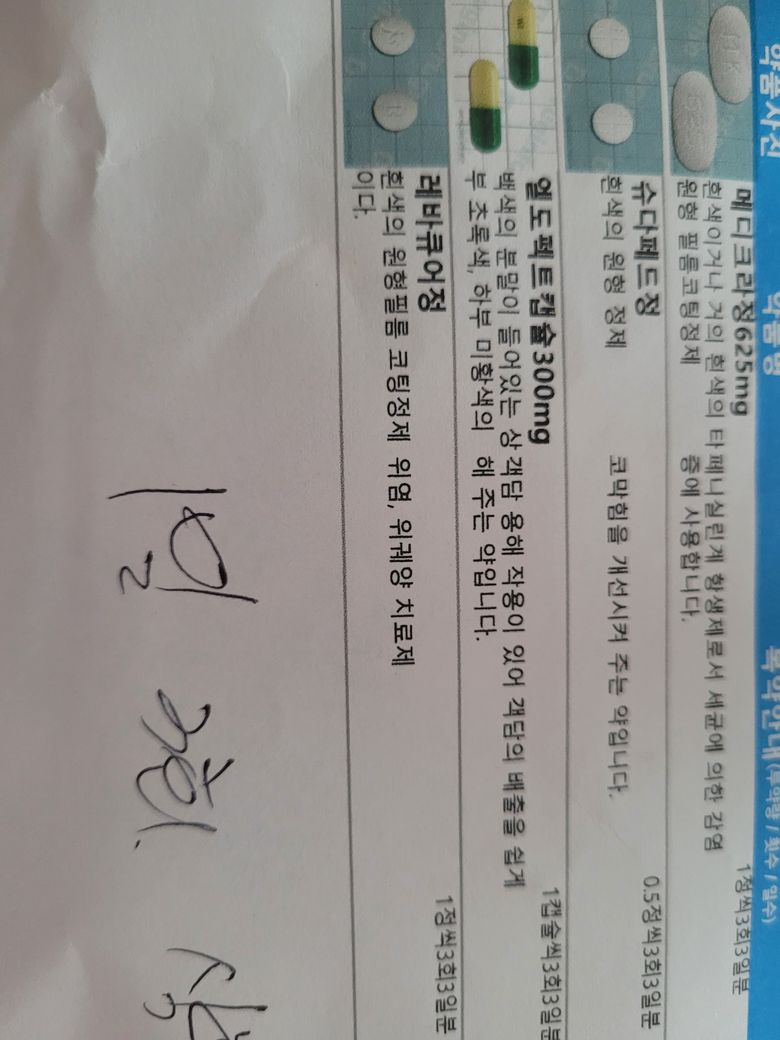 약품사진 약품명 복약안내(투약량 / 횟수 / 일수)
메디크라정625mg
흰색이거나 거의 흰색의 타
원형 필름코팅정제
페니실린계 항생제로서 세균에 의한 감염
증에 사용합니다.
1정씩3회3일분
슈다페드정
흰색의 원형 정제
코막힘을 개선시켜 주는 약입니다.
0.5정씩3회3일분
엘도펙트캡슐300mg
백색의 분말이 들어있는 상
부 초록색, 하부 미황색의
객담 용해 작용이 있어 객담의 배출을 쉽게
해 주는 약입니다.
1캡슐씩3회3일분
레바큐어정
흰색의 원형필름 코팅정제
이다.
위염, 위궤양 치료제
1정씩3회3일분